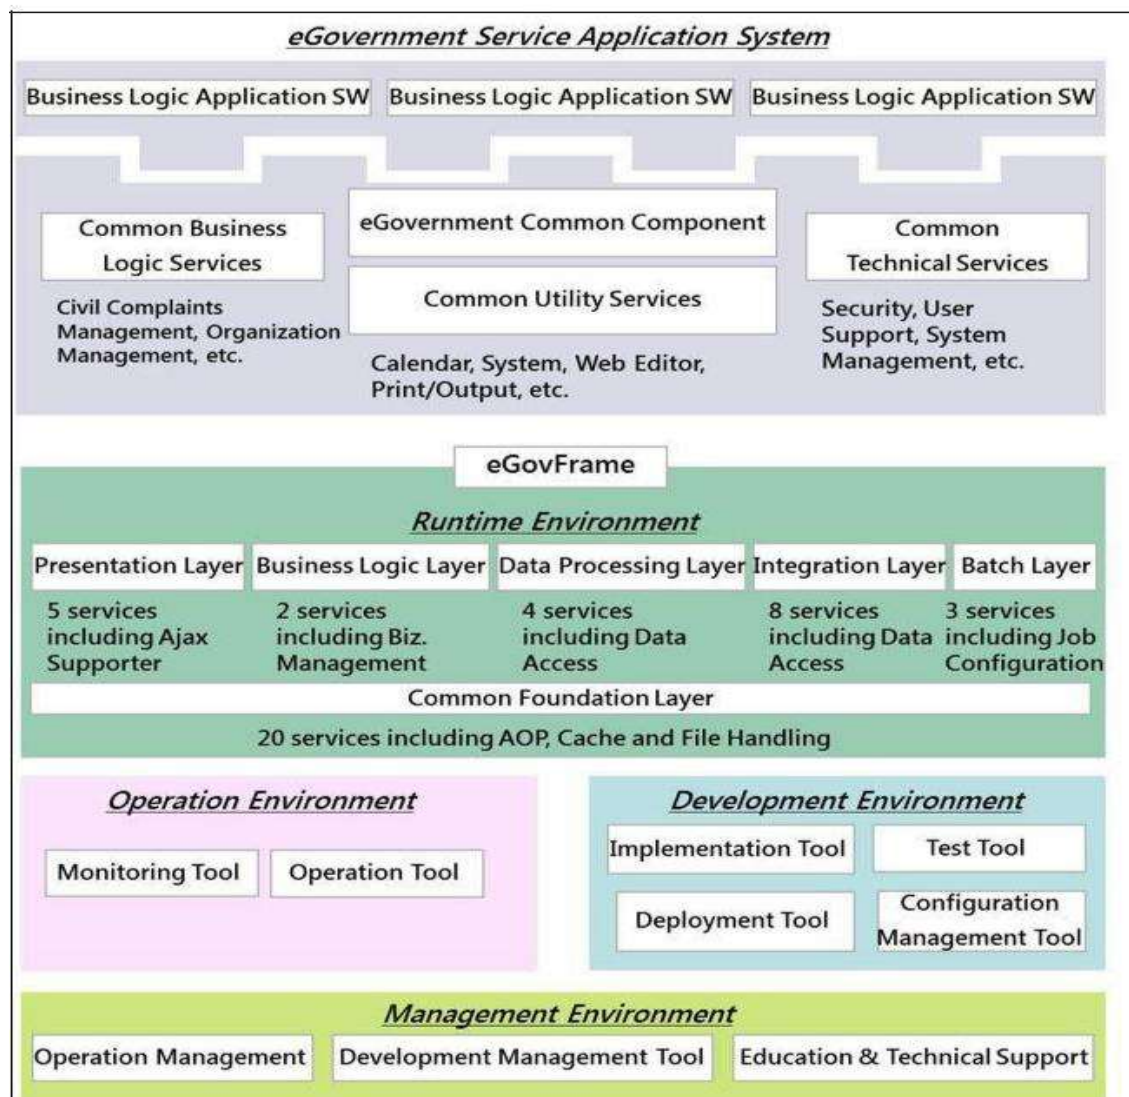 eGovernment Service Application System
Business Logic Application SW
Business Logic Application SW
Business Logic Application SW
Common Business
Logic Services
Civil Complaints
Management, Organization
Management, etc.
eGovernment Common Component
Common Utility Services
Calendar, System, Web Editor,
Print/Output, etc.
Common
Technical Services
Security, User
Support, System
Management, etc.
eGovFrame
Runtime Environment
Presentation Layer
5 services
including Ajax
Supporter
Business Logic Layer
2 services
including Biz.
Management
Data Processing Layer
4 services
including Data
Access
Integration Layer
8 services
including Data
Access
Batch Layer
3 services
including Job
Configuration
Common Foundation Layer
20 services including AOP, Cache and File Handling
Operation Environment
Monitoring Tool
Operation Tool
Development Environment
Implementation Tool
Test Tool
Deployment Tool
Configuration
Management Tool
Management Environment
Operation Management
Development Management Tool
Education & Technical Support